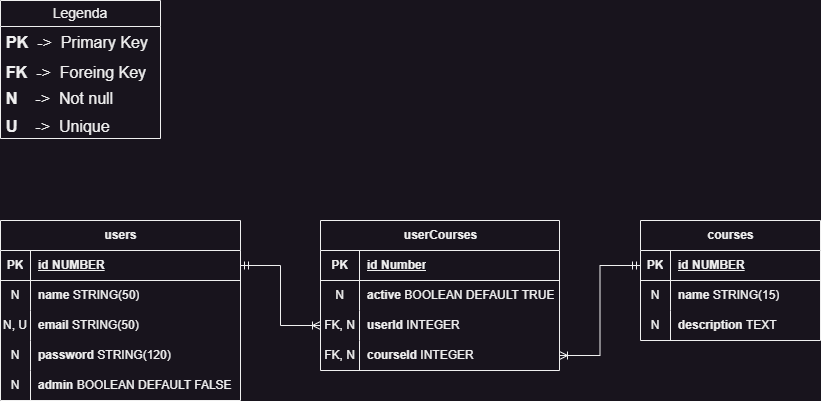 Legenda
PK -> Primary Key
FK -> Foreing Key
N -> Not null
U -> Unique
users
PK id NUMBER
N name STRING(50)
N, U email STRING(50)
N password STRING(120)
N admin BOOLEAN DEFAULT FALSE
userCourses
PK id Number
N active BOOLEAN DEFAULT TRUE
FK, N userId INTEGER
FK, N courseId INTEGER
courses
PK id NUMBER
N name STRING(15)
N description TEXT